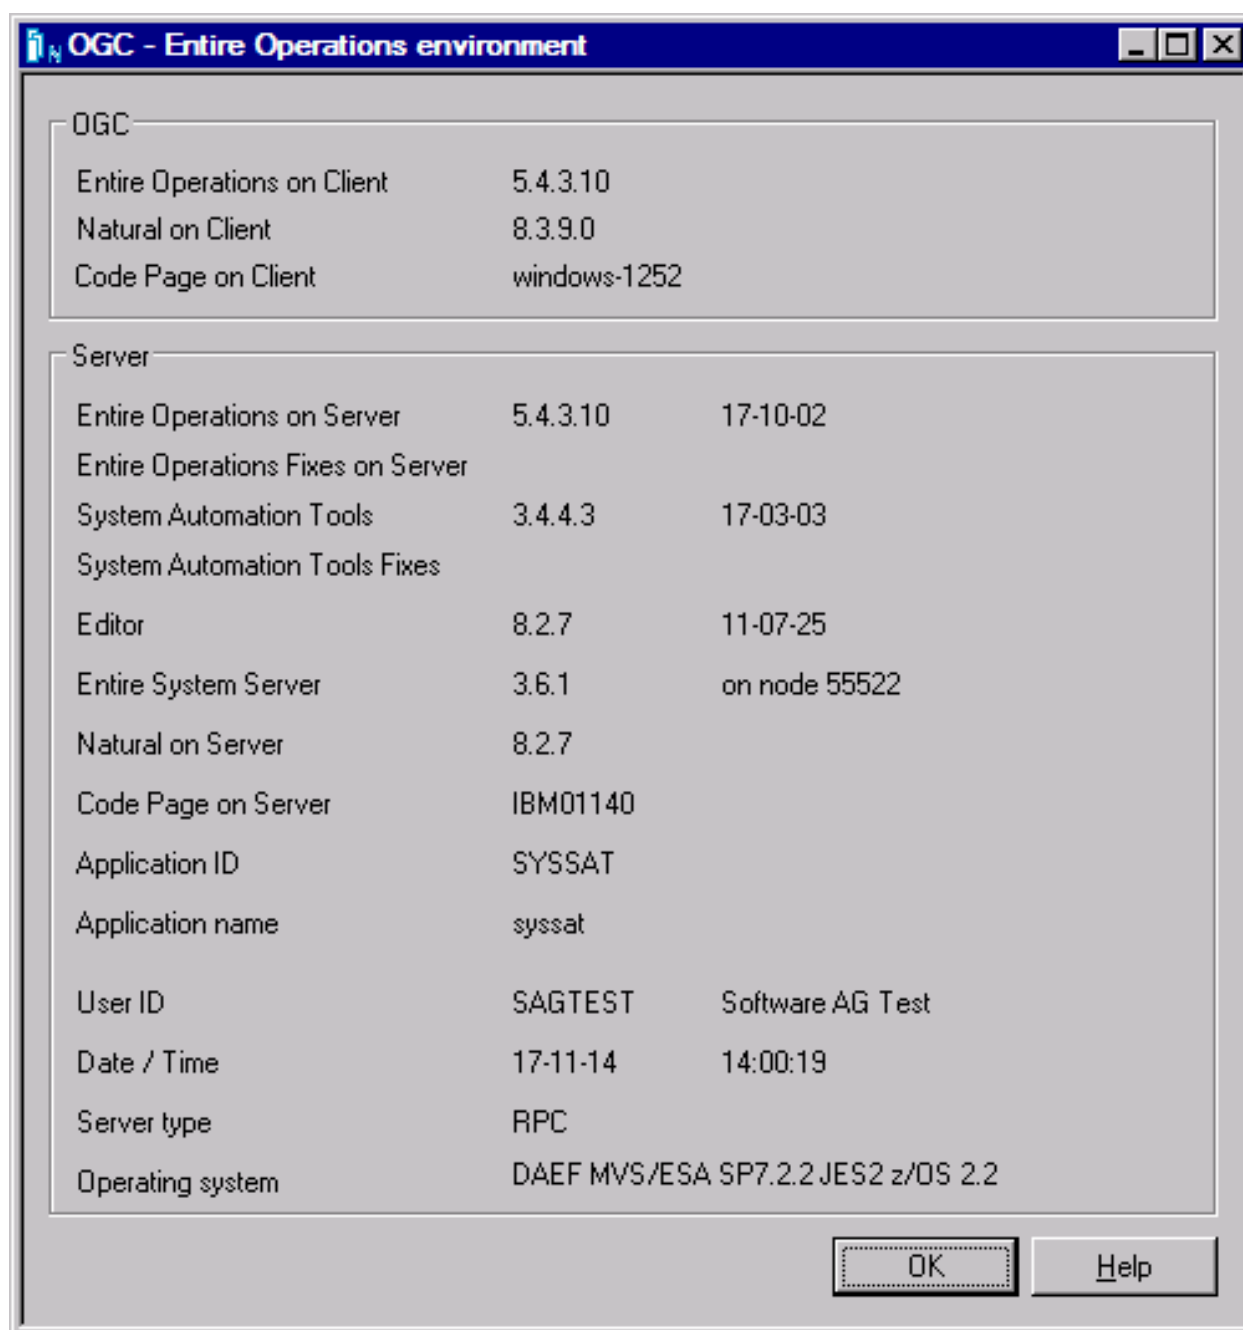 OGC - Entire Operations environment
OGC
Entire Operations on Client 5.4.3.10
Natural on Client 8.3.9.0
Code Page on Client windows-1252
Server
Entire Operations on Server 5.4.3.10 17-10-02
Entire Operations Fixes on Server
System Automation Tools 3.4.4.3 17-03-03
System Automation Tools Fixes
Editor 8.2.7 11-07-25
Entire System Server 3.6.1 on node 55522
Natural on Server 8.2.7
Code Page on Server IBM01140
Application ID SYSSAT
Application name syssat
User ID SAGTEST Software AG Test
Date / Time 17-11-14 14:00:19
Server type RPC
Operating system DAEF MVS/ESA SP7.2.2 JES2 z/OS 2.2
OK Help